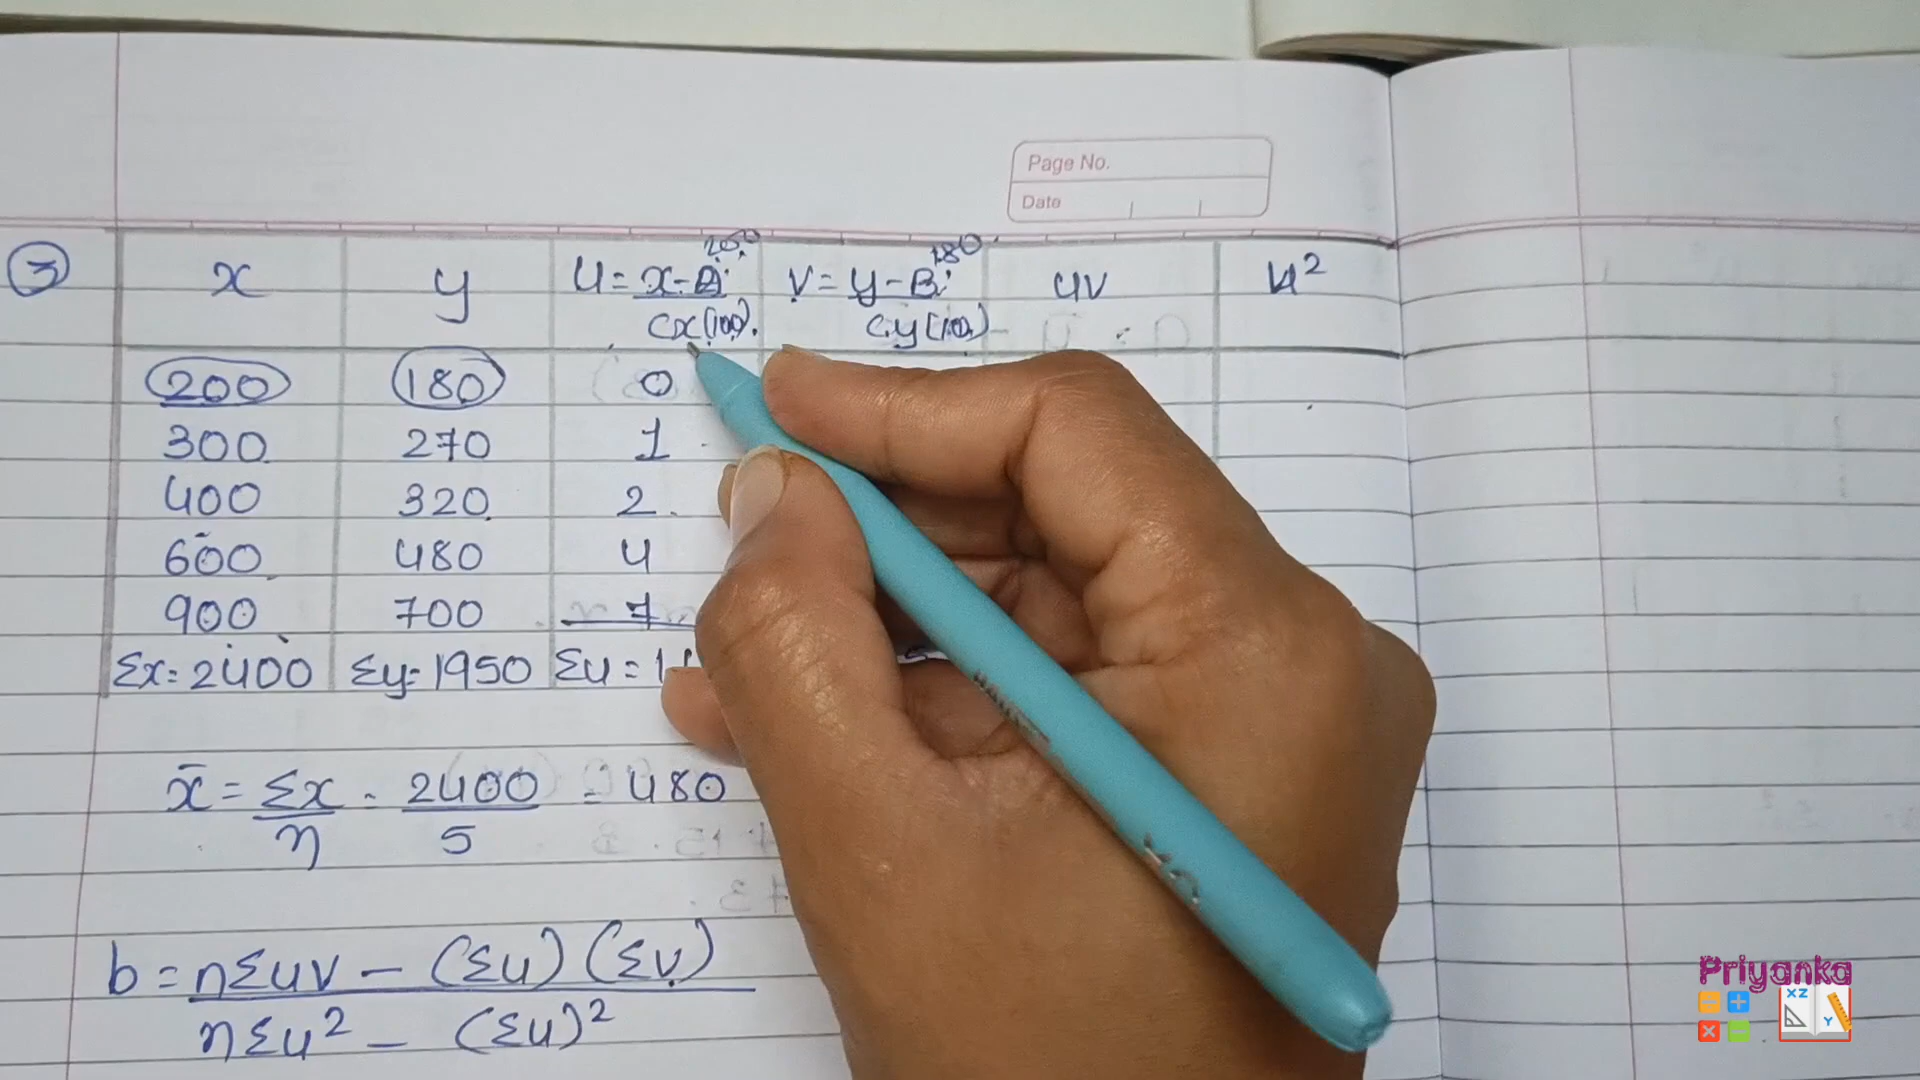 Page No.
Date
3 x y u = x-A 200 / cx(100). v = y-B 180 / cy(10) uv u²
200 180 0
300 270 1
400 320 2
600 480 4
900 700 7
Σx = 2400 Σy = 1950 Σu = 1
x̄ = Σx / n = 2400 / 5 = 480
b = nΣuv - (Σu) (Σv)
nΣu² - (Σu)²
Priyanka
XZ
Y